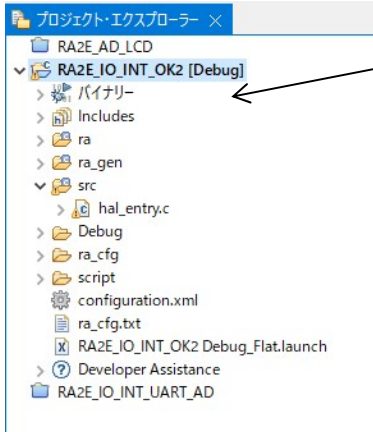 プロジェクト・エクスプローラー
RA2E_AD_LCD
RA2E_IO_INT_OK2 [Debug]
バイナリー
Includes
ra
ra_gen
src
hal_entry.c
Debug
ra_cfg
script
configuration.xml
ra_cfg.txt
RA2E_IO_INT_OK2 Debug_Flat.launch
Developer Assistance
RA2E_IO_INT_UART_AD